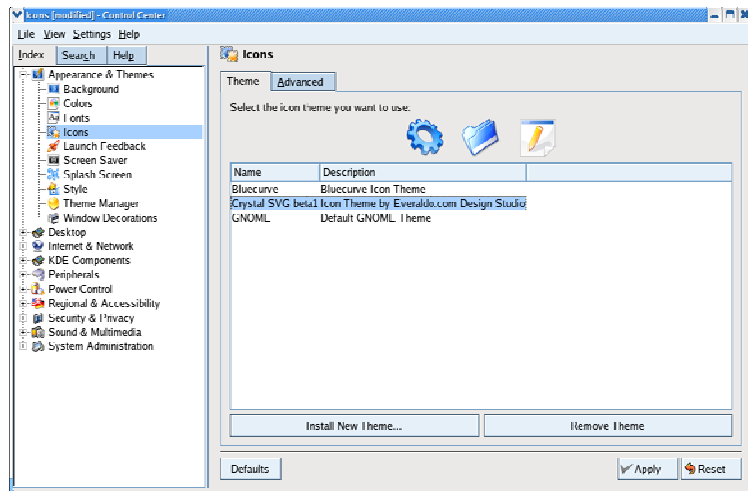 Icons [modified] - Control Center
File View Settings Help
Index Search Help
Appearance & Themes
Background
Colors
Fonts
Icons
Launch Feedback
Screen Saver
Splash Screen
Style
Theme Manager
Window Decorations
Desktop
Internet & Network
KDE Components
Peripherals
Power Control
Regional & Accessibility
Security & Privacy
Sound & Multimedia
System Administration
Icons
Theme Advanced
Select the icon theme you want to use:
Name Description
Bluecurve Bluecurve Icon Theme
Crystal SVG beta1 Icon Theme by Everaldo.com Design Studio
GNOME Default GNOME Theme
Install New Theme... Remove Theme
Defaults Apply Reset